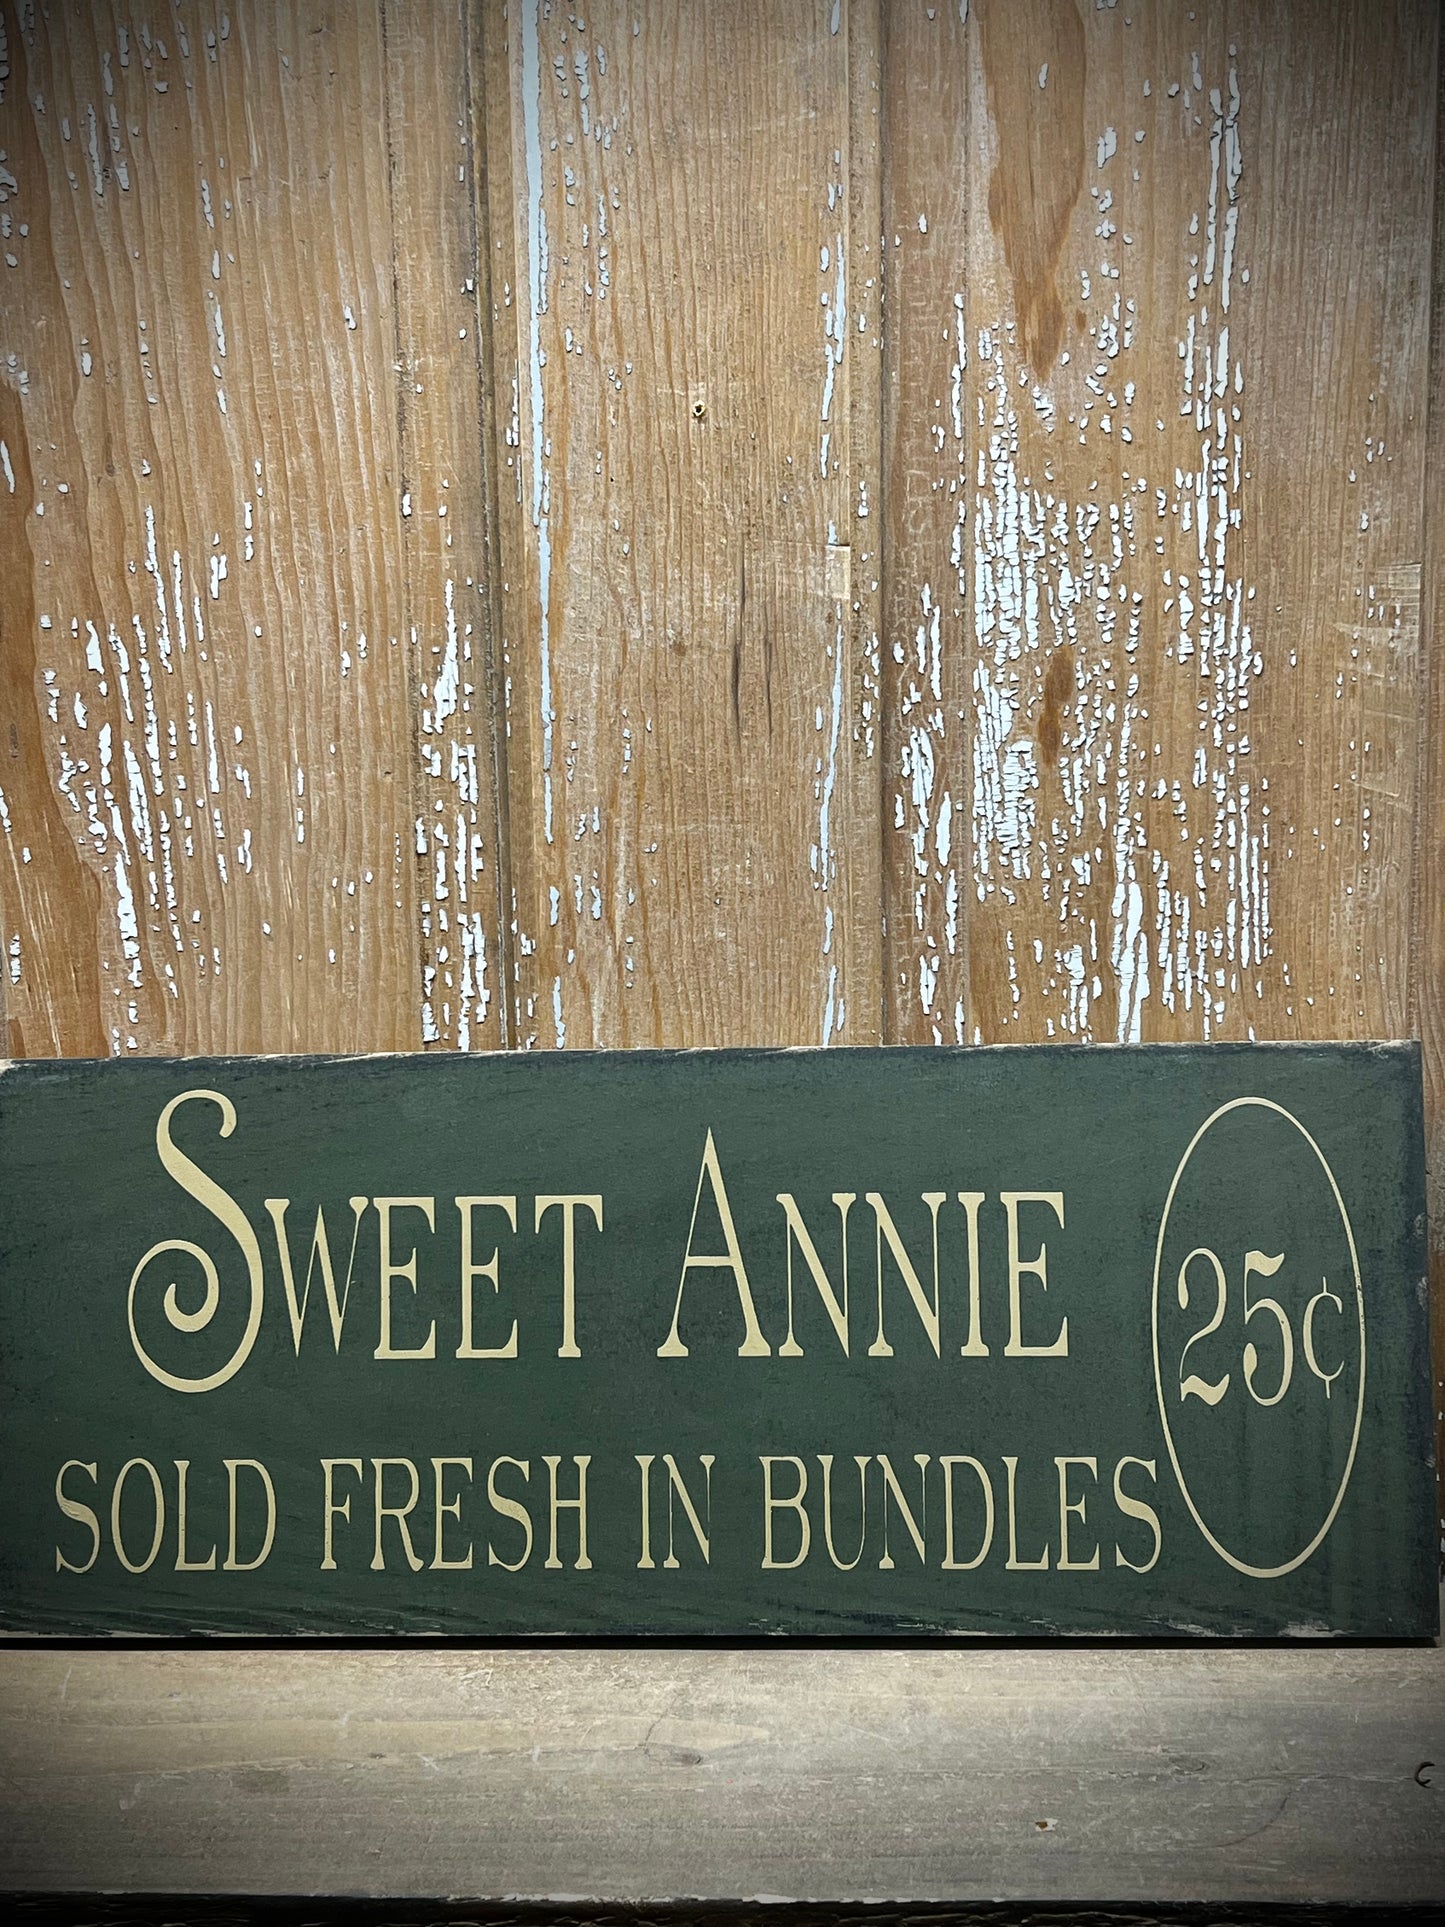 SWEET ANNIE
25¢
SOLD FRESH IN BUNDLES